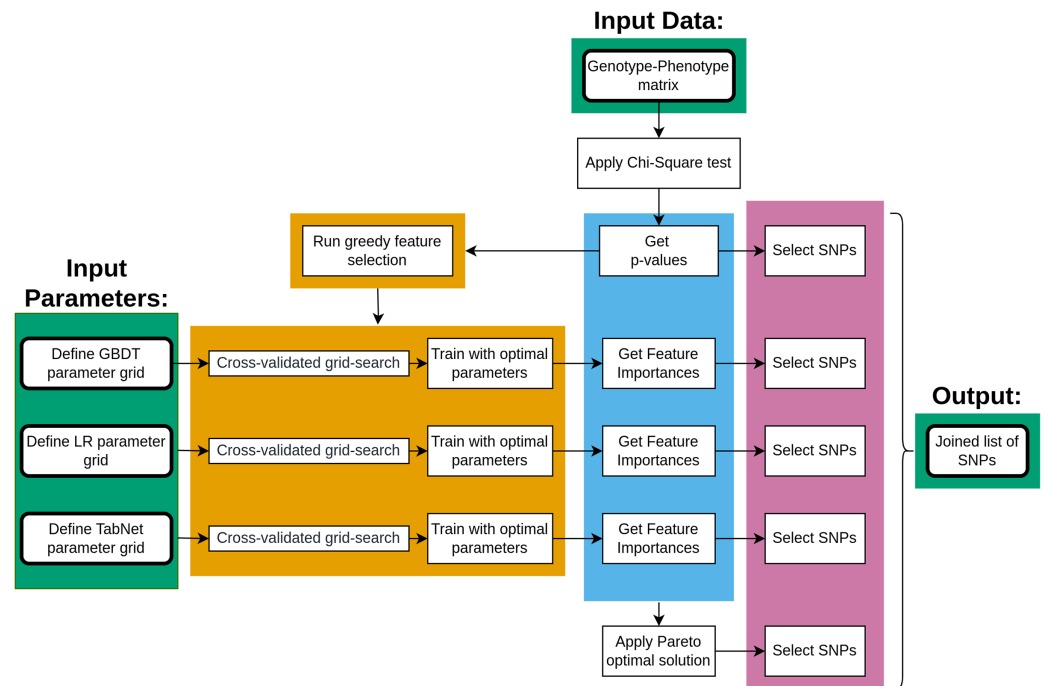 Input Data:
Genotype-Phenotype
matrix
Apply Chi-Square test
Run greedy feature
selection
Get
p-values
Select SNPs
Input
Parameters:
Define GBDT
parameter grid
Cross-validated grid-search
Train with optimal
parameters
Get Feature
Importances
Select SNPs
Define LR parameter
grid
Cross-validated grid-search
Train with optimal
parameters
Get Feature
Importances
Select SNPs
Output:
Joined list of
SNPs
Define TabNet
parameter grid
Cross-validated grid-search
Train with optimal
parameters
Get Feature
Importances
Select SNPs
Apply Pareto
optimal solution
Select SNPs